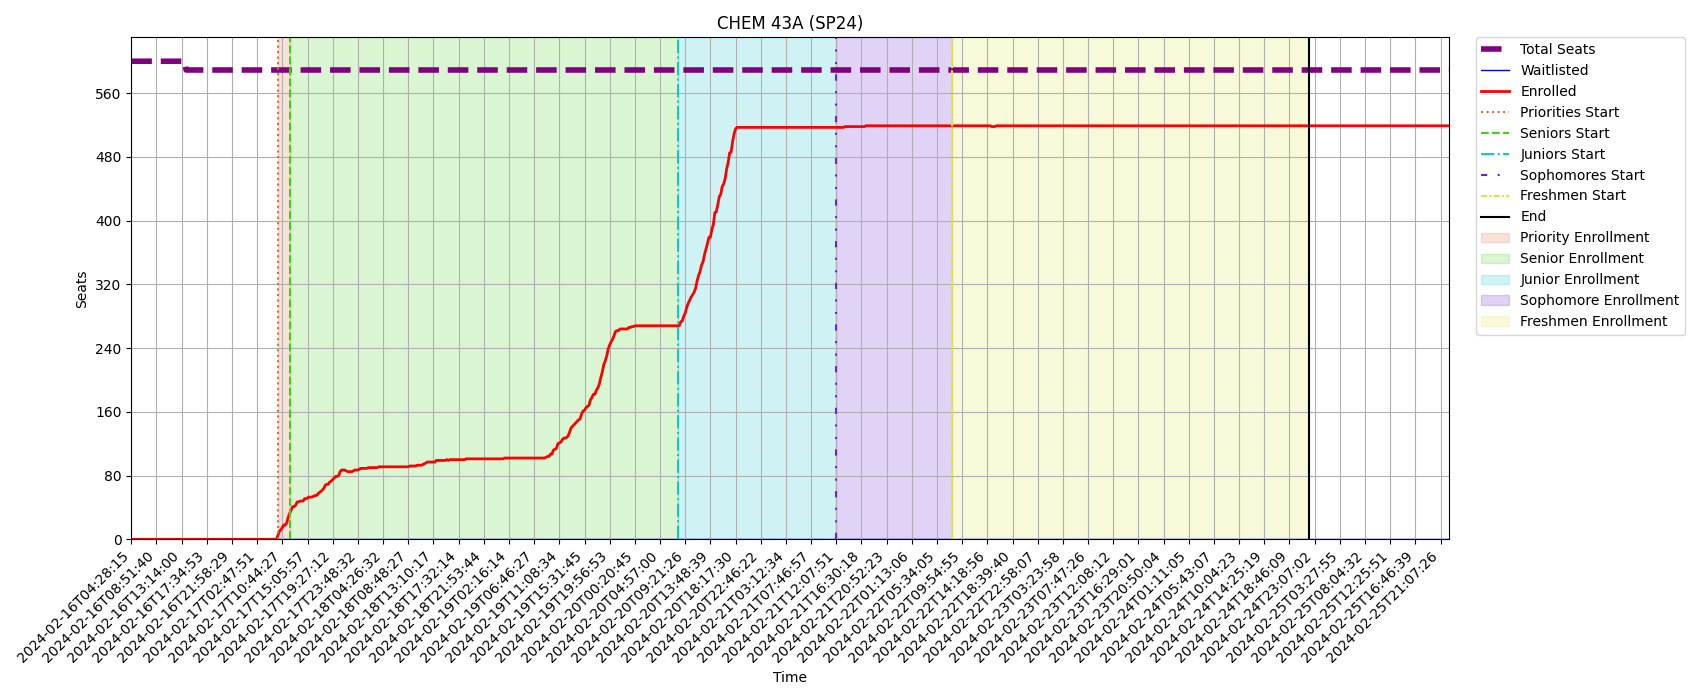 CHEM 43A (SP24)
Seats
560
480
400
320
240
160
80
0
2024-02-16T04:28:15
2024-02-16T08:51:40
2024-02-16T13:14:00
2024-02-16T17:34:53
2024-02-16T21:58:29
2024-02-17T02:47:51
2024-02-17T10:44:27
2024-02-17T15:05:57
2024-02-17T19:27:12
2024-02-17T23:48:32
2024-02-18T04:26:32
2024-02-18T08:48:27
2024-02-18T13:10:17
2024-02-18T17:32:14
2024-02-18T21:53:44
2024-02-19T02:16:14
2024-02-19T06:46:27
2024-02-19T11:08:34
2024-02-19T15:31:45
2024-02-19T19:56:53
2024-02-20T00:20:45
2024-02-20T04:57:00
2024-02-20T09:21:26
2024-02-20T13:48:39
2024-02-20T18:17:30
2024-02-20T22:46:22
2024-02-21T03:12:34
2024-02-21T07:46:57
2024-02-21T12:07:51
2024-02-21T16:30:18
2024-02-21T20:52:23
2024-02-22T01:13:06
2024-02-22T05:34:05
2024-02-22T09:54:55
2024-02-22T14:18:56
2024-02-22T18:39:40
2024-02-22T22:58:07
2024-02-23T03:23:58
2024-02-23T07:47:26
2024-02-23T12:08:12
2024-02-23T16:29:01
2024-02-23T20:50:04
2024-02-24T01:11:05
2024-02-24T05:43:07
2024-02-24T10:04:23
2024-02-24T14:25:19
2024-02-24T18:46:09
2024-02-24T23:07:02
2024-02-25T03:27:55
2024-02-25T08:04:32
2024-02-25T12:25:51
2024-02-25T16:46:39
2024-02-25T21:07:26
Time
Total Seats
Waitlisted
Enrolled
Priorities Start
Seniors Start
Juniors Start
Sophomores Start
Freshmen Start
End
Priority Enrollment
Senior Enrollment
Junior Enrollment
Sophomore Enrollment
Freshmen Enrollment